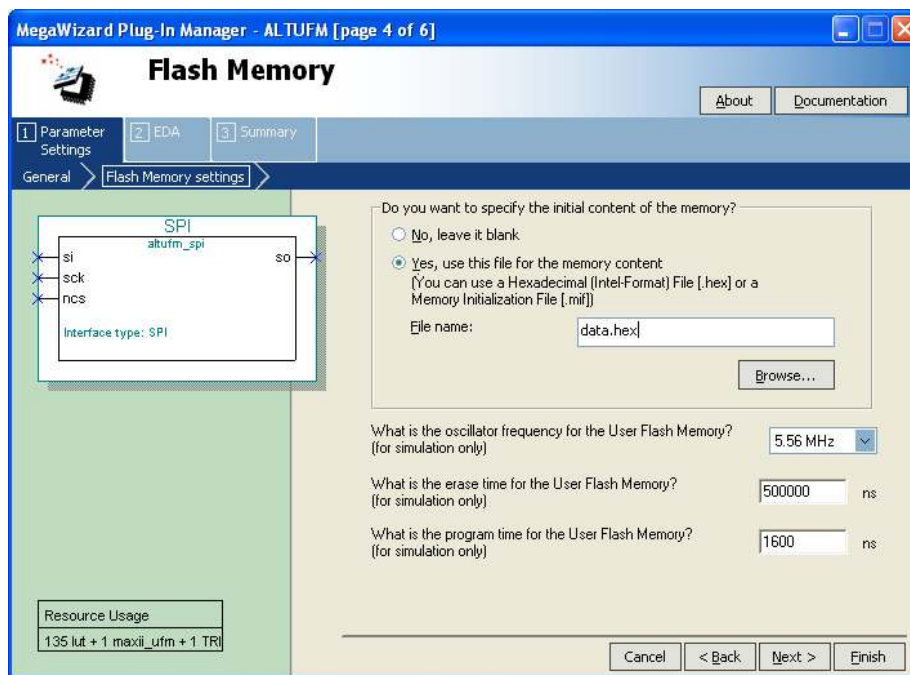 MegaWizard Plug-In Manager - ALTUFM [page 4 of 6]
Flash Memory
About
Documentation
1 Parameter Settings
2 EDA
3 Summary
General
Flash Memory settings
SPI
altufm_spi
si
so
sck
ncs
Interface type: SPI
Do you want to specify the initial content of the memory?
No, leave it blank
Yes, use this file for the memory content
(You can use a Hexadecimal (Intel-Format) File [.hex] or a
Memory Initialization File [.mif])
File name:
data.hex
Browse...
What is the oscillator frequency for the User Flash Memory?
(for simulation only)
5.56 MHz
What is the erase time for the User Flash Memory?
(for simulation only)
500000
ns
What is the program time for the User Flash Memory?
(for simulation only)
1600
ns
Resource Usage
135 lut + 1 maxii_ufm + 1 TRI
Cancel
< Back
Next >
Finish